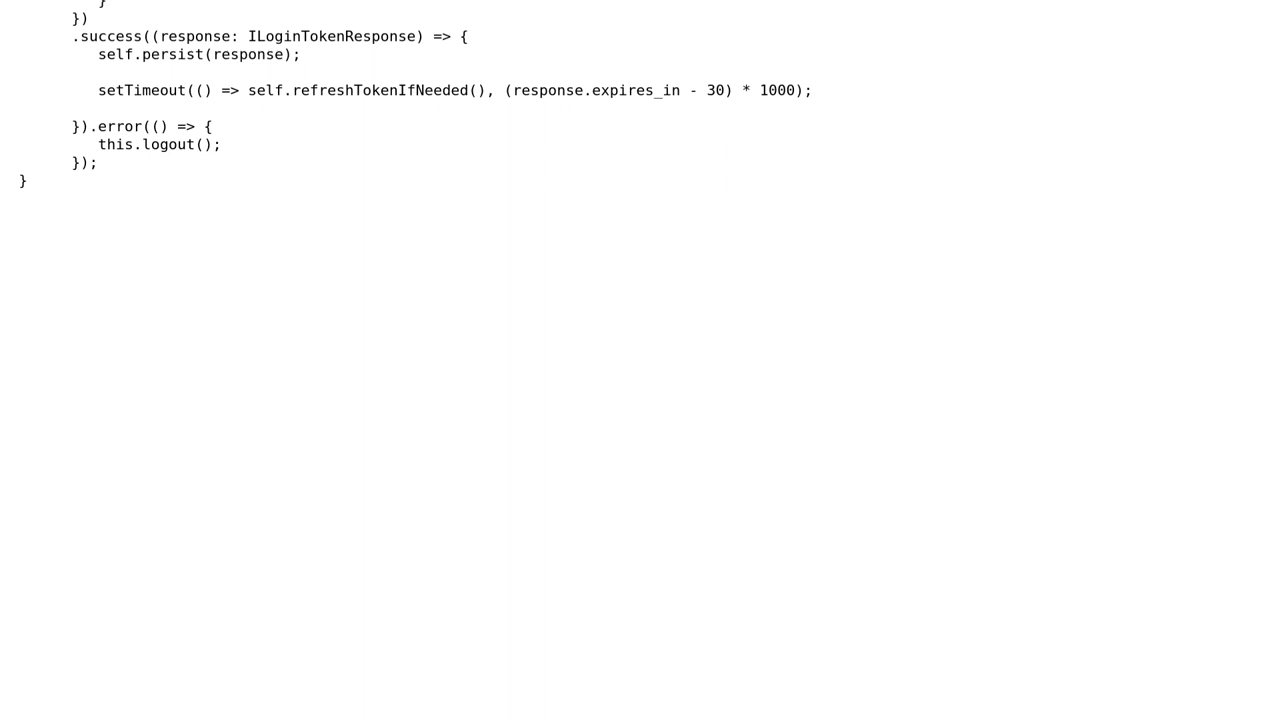 }
})
.success((response: ILoginTokenResponse) => {
self.persist(response);
setTimeout(() => self.refreshTokenIfNeeded(), (response.expires_in - 30) * 1000);
}).error(() => {
this.logout();
});
}